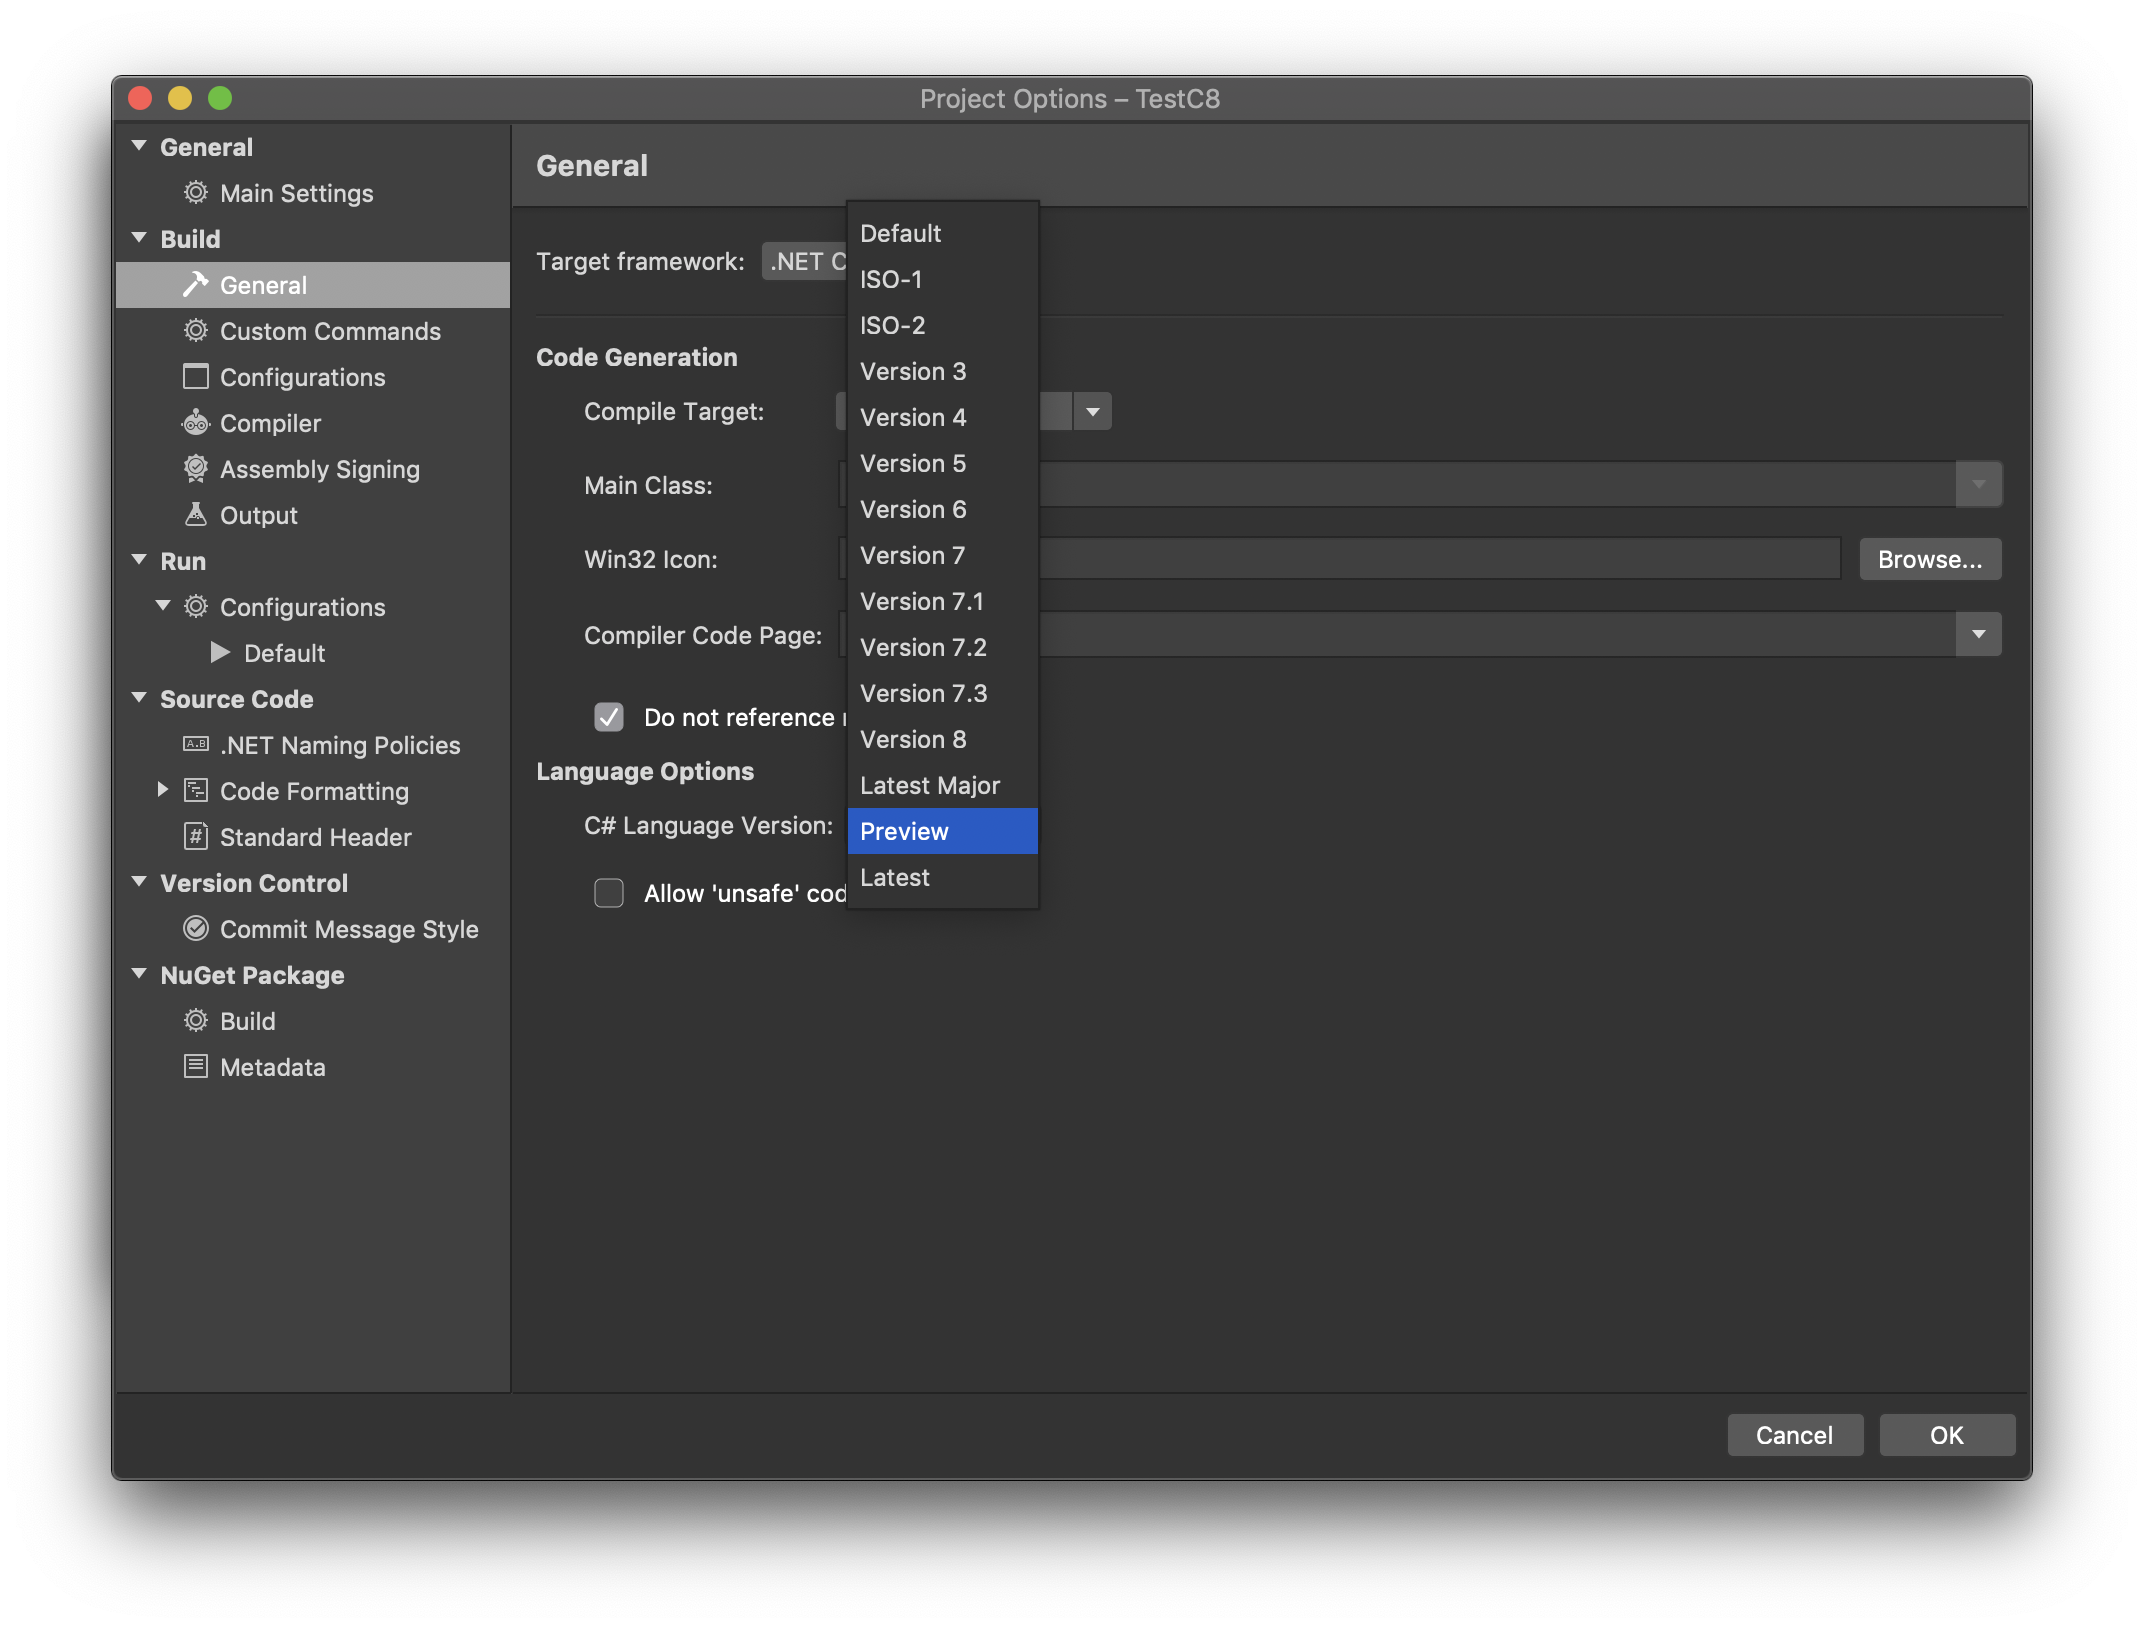 Project Options – TestC8
General
Main Settings
Build
General
Custom Commands
Configurations
Compiler
Assembly Signing
Output
Run
Configurations
Default
Source Code
.NET Naming Policies
Code Formatting
Standard Header
Version Control
Commit Message Style
NuGet Package
Build
Metadata
General
Target framework: .NET C
Code Generation
Compile Target:
Main Class:
Win32 Icon:
Browse...
Compiler Code Page:
Do not reference
Language Options
C# Language Version:
Allow 'unsafe' cod
Default
ISO-1
ISO-2
Version 3
Version 4
Version 5
Version 6
Version 7
Version 7.1
Version 7.2
Version 7.3
Version 8
Latest Major
Preview
Latest
Cancel
OK